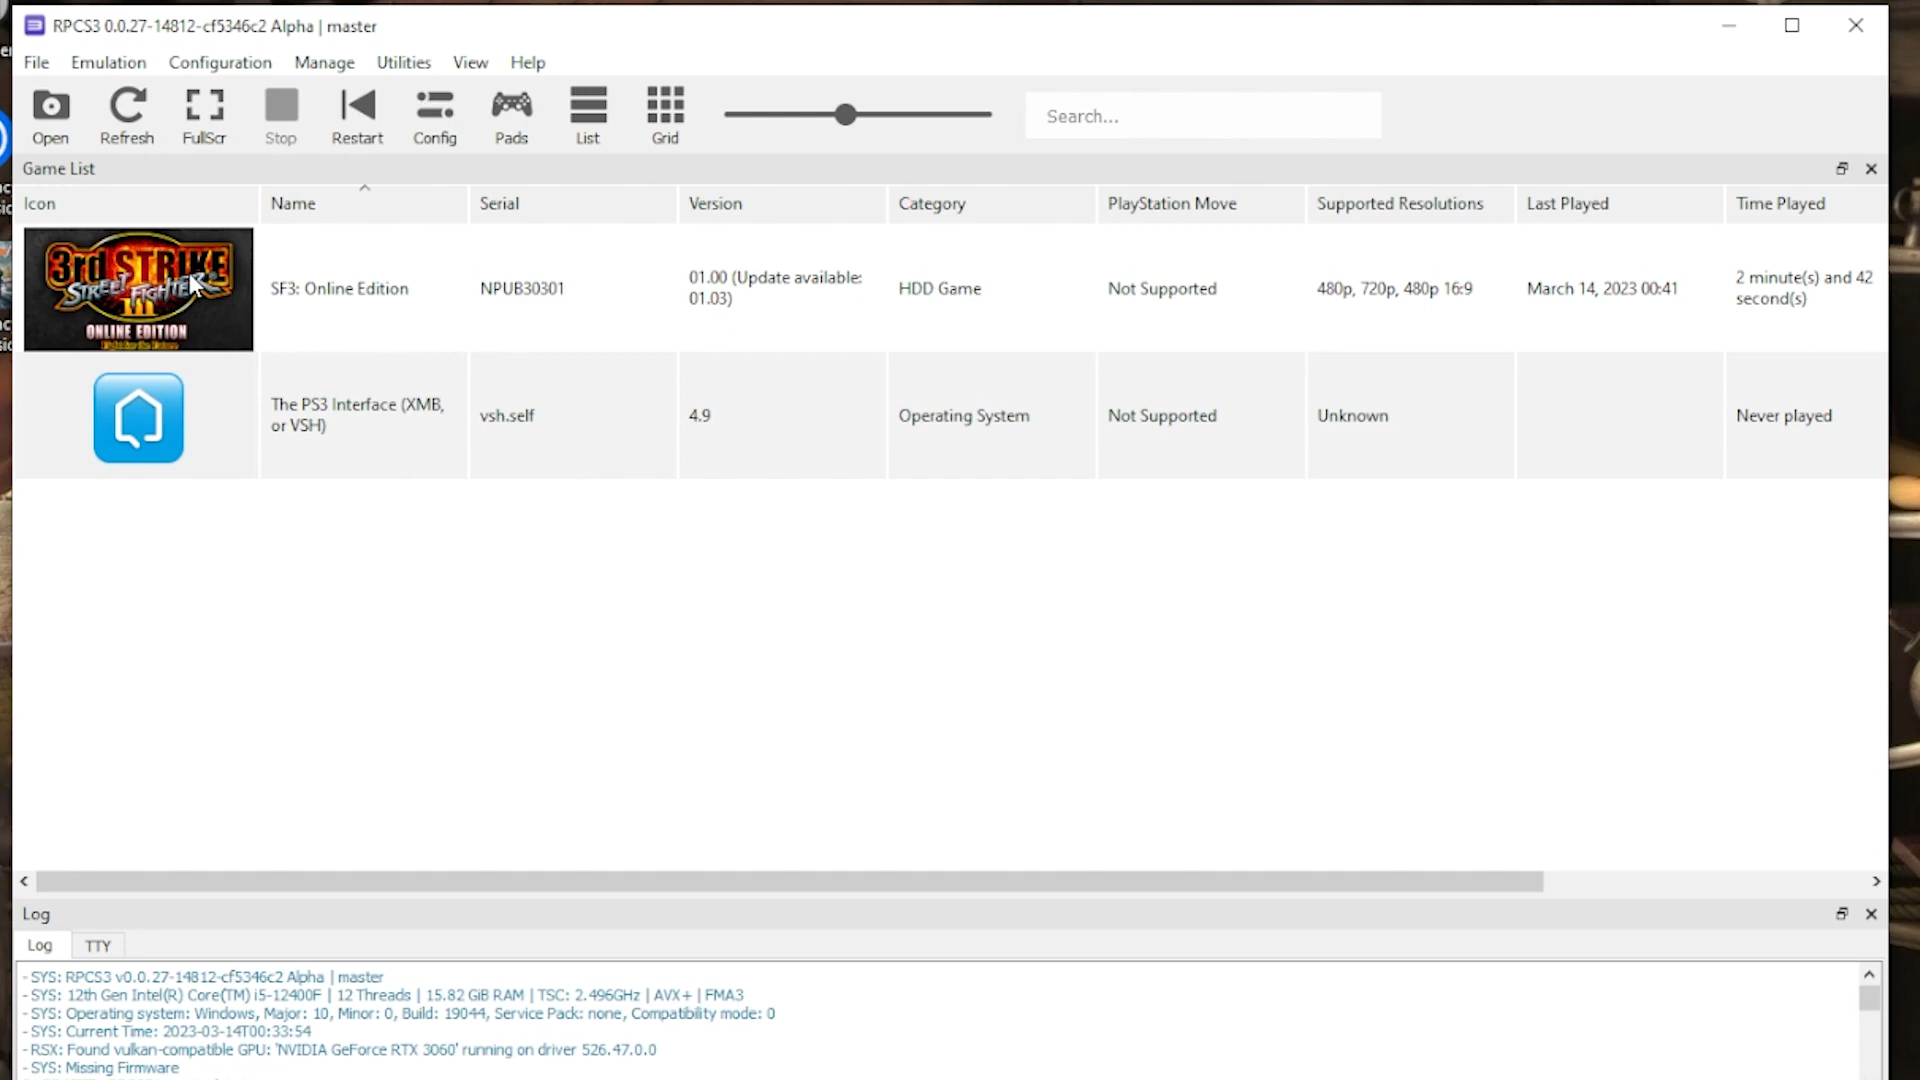 RPCS3 0.0.27-14812-cf5346c2 Alpha | master
File Emulation Configuration Manage Utilities View Help
Open Refresh FullScr Stop Restart Config Pads List Grid Search...
Game List
Icon Name Serial Version Category PlayStation Move Supported Resolutions Last Played Time Played
3rd STRIKE
STREET FIGHTER
III
ONLINE EDITION
SF3: Online Edition NPUB30301 01.00 (Update available: 01.03) HDD Game Not Supported 480p, 720p, 480p 16:9 March 14, 2023 00:41 2 minute(s) and 42 second(s)
The PS3 Interface (XMB, or VSH) vsh.self 4.9 Operating System Not Supported Unknown Never played
Log
Log TTY
- SYS: RPCS3 v0.0.27-14812-cf5346c2 Alpha | master
- SYS: 12th Gen Intel(R) Core(TM) i5-12400F | 12 Threads | 15.82 GiB RAM | TSC: 2.496GHz | AVX+ | FMA3
- SYS: Operating system: Windows, Major: 10, Minor: 0, Build: 19044, Service Pack: none, Compatibility mode: 0
- SYS: Current Time: 2023-03-14T00:33:54
- RSX: Found vulkan-compatible GPU: 'NVIDIA GeForce RTX 3060' running on driver 526.47.0.0
- SYS: Missing Firmware